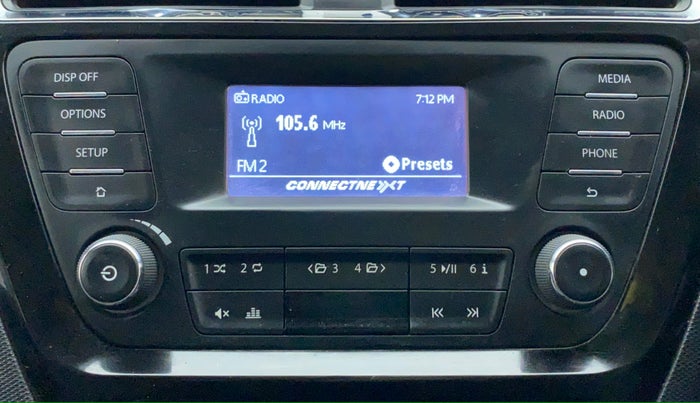 DISP OFF
OPTIONS
SETUP
RADIO 7:12 PM
105.6 MHz
FM 2 Presets
CONNECTNEXT
MEDIA
RADIO
PHONE
1 2
3 4
5 6 i